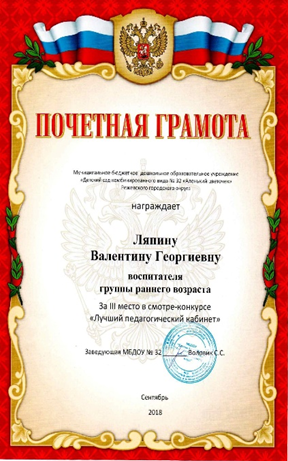 ПОЧЕТНАЯ ГРАМОТА
Муниципальное бюджетное дошкольное образовательное учреждение
«Детский сад комбинированного вида № 32 «Аленький цветочек»
Режевского городского округа
награждает
Ляпину
Валентину Георгиевну
воспитателя
группы раннего возраста
За III место в смотре-конкурсе
«Лучший педагогический кабинет»
Заведующая МБДОУ № 32 Воловик С.С.
Сентябрь
2018